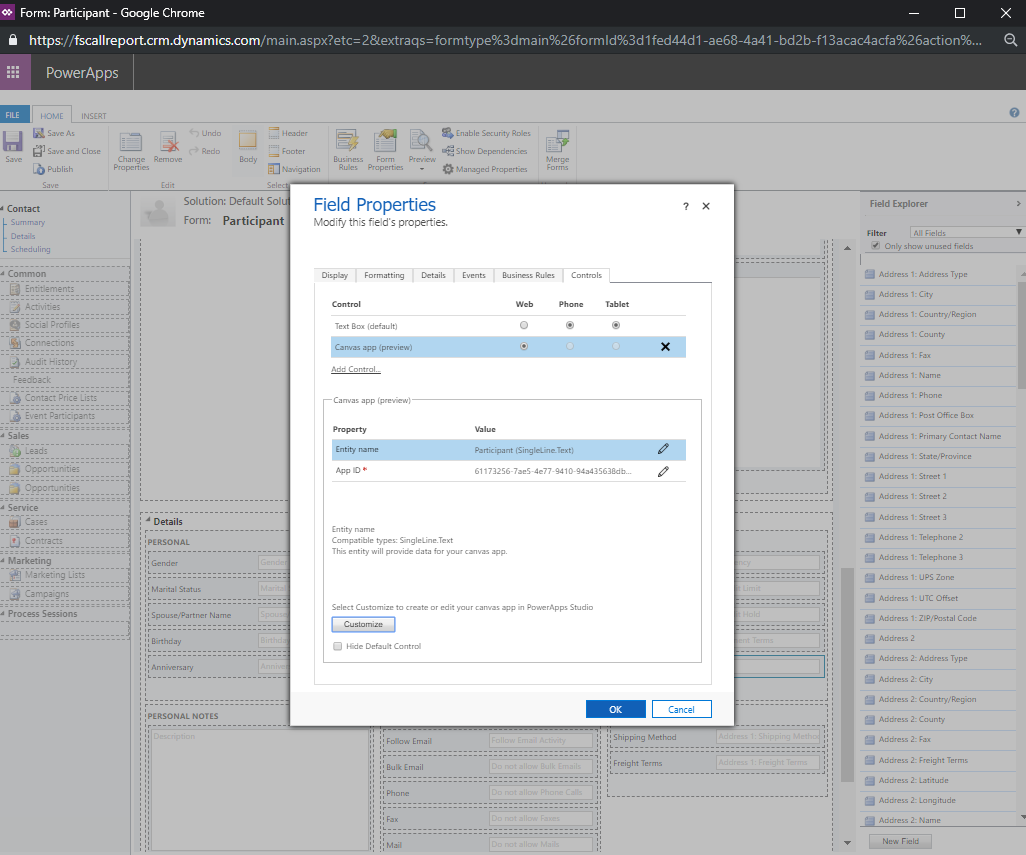 Form: Participant - Google Chrome
https://fscallreport.crm.dynamics.com/main.aspx?etc=2&extraqs=formtype%3dmain%26formId%3d1fed44d1-ae68-4a41-bd2b-f13acac4acfa%26action%...
PowerApps
FILE HOME INSERT
Save
Save As
Save and Close
Publish
Save
Change Properties
Remove
Undo
Redo
Edit
Body
Header
Footer
Navigation
Select
Business Rules
Form Properties
Preview
Enable Security Roles
Show Dependencies
Managed Properties
Merge Forms
Contact
Summary
Details
Scheduling
Common
Entitlements
Activities
Social Profiles
Connections
Audit History
Feedback
Contact Price Lists
Event Participants
Sales
Leads
Opportunities
Opportunities
Service
Cases
Contracts
Marketing
Marketing Lists
Campaigns
Process Sessions
Solution: Default Solut
Form: Participant
Details
PERSONAL
Gender Gender
Marital Status Marital
Spouse/Partner Name Spouse/
Birthday Birthday
Anniversary Annivers
PERSONAL NOTES
Description
Follow Email Follow Email Activity
Bulk Email Do not allow Bulk Emails
Phone Do not allow Phone Calls
Fax Do not allow Faxes
Mail Do not allow Mails
Shipping Method Address 1: Shipping Method
Freight Terms Address 1: Freight Terms
Field Properties
? ×
Modify this field's properties.
Display Formatting Details Events Business Rules Controls
Control Web Phone Tablet
Text Box (default)
Canvas app (preview)
Add Control...
Canvas app (preview)
Property Value
Entity name Participant (SingleLine.Text)
App ID * 61173256-7ae5-4e77-9410-94a435638db...
Entity name
Compatible types: SingleLine.Text
This entity will provide data for your canvas app.
Select Customize to create or edit your canvas app in PowerApps Studio
Customize
Hide Default Control
OK Cancel
Field Explorer
Filter All Fields
Only show unused fields
Address 1: Address Type
Address 1: City
Address 1: Country/Region
Address 1: County
Address 1: Fax
Address 1: Name
Address 1: Phone
Address 1: Post Office Box
Address 1: Primary Contact Name
Address 1: State/Province
Address 1: Street 1
Address 1: Street 2
Address 1: Street 3
Address 1: Telephone 2
Address 1: Telephone 3
Address 1: UPS Zone
Address 1: UTC Offset
Address 1: ZIP/Postal Code
Address 2
Address 2: Address Type
Address 2: City
Address 2: Country/Region
Address 2: County
Address 2: Fax
Address 2: Freight Terms
Address 2: Latitude
Address 2: Longitude
Address 2: Name
New Field